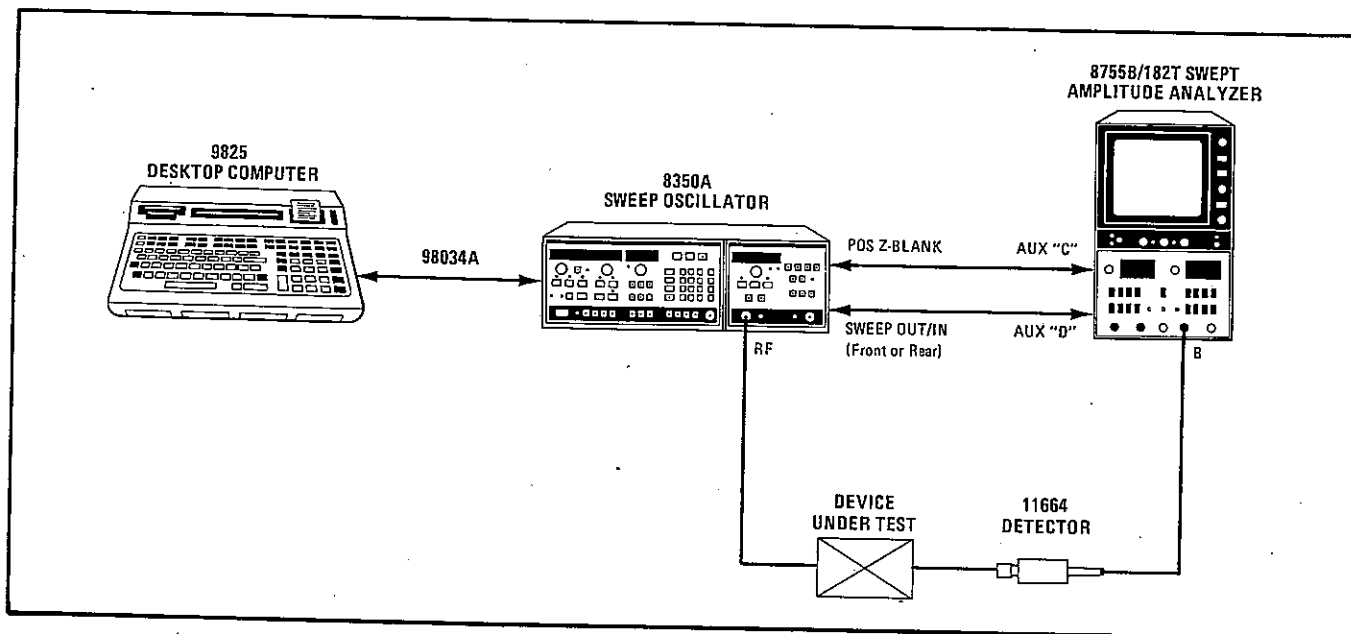 8755B/182T SWEPT
AMPLITUDE ANALYZER
9825
DESKTOP COMPUTER
8350A
SWEEP OSCILLATOR
98034A
POS Z-BLANK
AUX "C"
SWEEP OUT/IN
(Front or Rear)
AUX "D"
RF
B
DEVICE
UNDER TEST
11664
DETECTOR